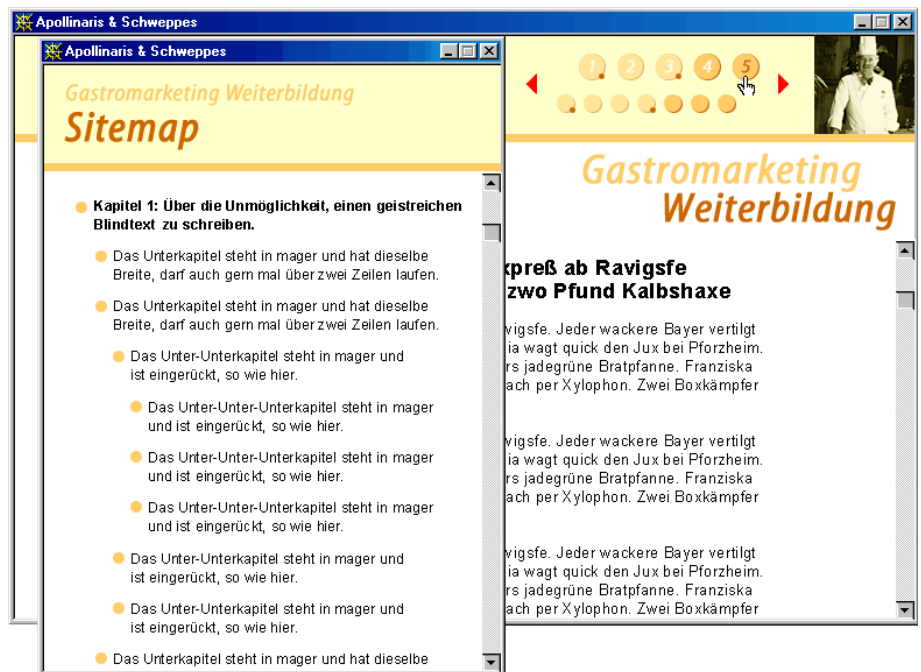 Apollinaris & Schweppes
1 2 3 4 5
Gastromarketing
Weiterbildung
xpreß ab Ravigsfe
zwo Pfund Kalbshaxe
vigsfe. Jeder wackere Bayer vertilgt
ia wagt quick den Jux bei Pforzheim.
rs jadegrüne Bratpfanne. Franziska
ach per Xylophon. Zwei Boxkämpfer
vigsfe. Jeder wackere Bayer vertilgt
ia wagt quick den Jux bei Pforzheim.
rs jadegrüne Bratpfanne. Franziska
ach per Xylophon. Zwei Boxkämpfer
vigsfe. Jeder wackere Bayer vertilgt
ia wagt quick den Jux bei Pforzheim.
rs jadegrüne Bratpfanne. Franziska
ach per Xylophon. Zwei Boxkämpfer
Apollinaris & Schweppes
Gastromarketing Weiterbildung
Sitemap
Kapitel 1: Über die Unmöglichkeit, einen geistreichen
Blindtext zu schreiben.
Das Unterkapitel steht in mager und hat dieselbe
Breite, darf auch gern mal über zwei Zeilen laufen.
Das Unterkapitel steht in mager und hat dieselbe
Breite, darf auch gern mal über zwei Zeilen laufen.
Das Unter-Unterkapitel steht in mager und
ist eingerückt, so wie hier.
Das Unter-Unter-Unterkapitel steht in mager
und ist eingerückt, so wie hier.
Das Unter-Unter-Unterkapitel steht in mager
und ist eingerückt, so wie hier.
Das Unter-Unter-Unterkapitel steht in mager
und ist eingerückt, so wie hier.
Das Unter-Unterkapitel steht in mager und
ist eingerückt, so wie hier.
Das Unter-Unterkapitel steht in mager und
ist eingerückt, so wie hier.
Das Unterkapitel steht in mager und hat dieselbe